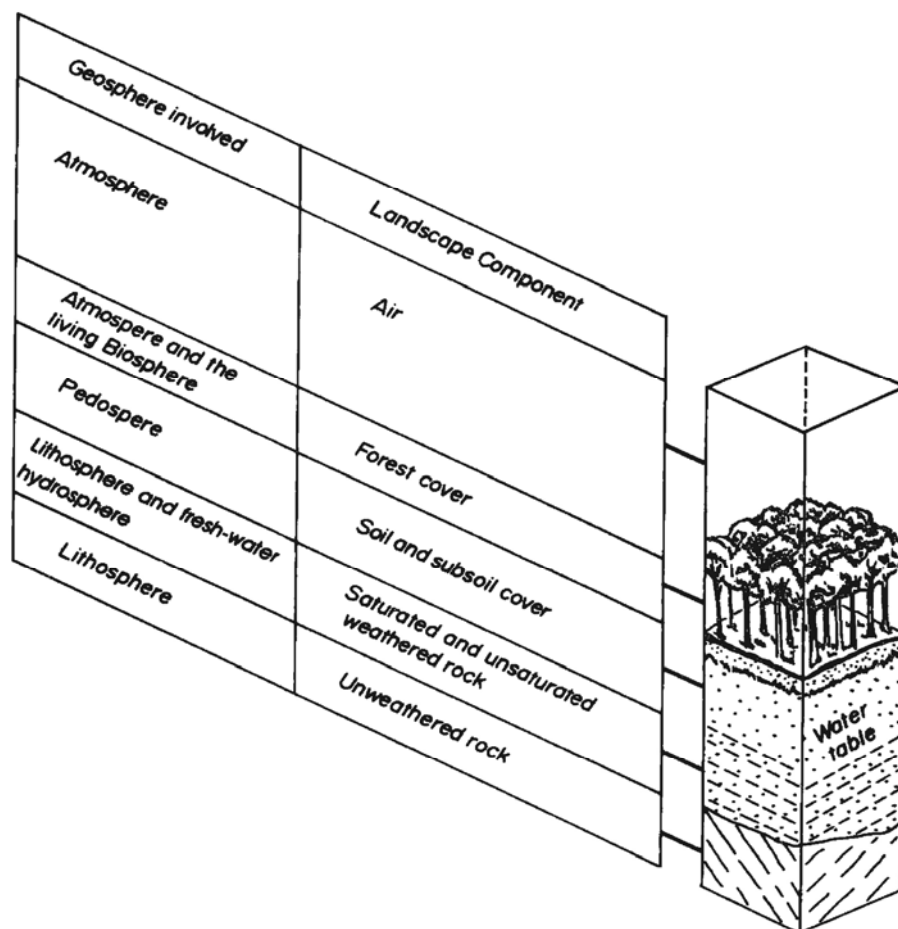 Geosphere involved
Landscape Component
Atmosphere
Air
Atmospere and the
living Biosphere
Forest cover
Pedospere
Soil and subsoil cover
Lithosphere and fresh-water
hydrosphere
Saturated and unsaturated
weathered rock
Lithosphere
Unweathered rock
Water
table